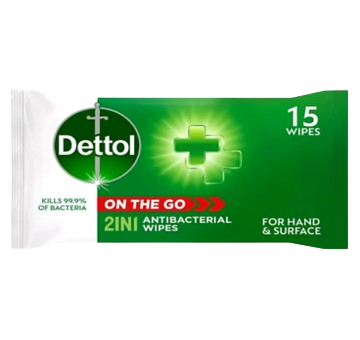 15
WIPES
Dettol
KILLS 99.9%
OF BACTERIA
ON THE GO
2IN1 ANTIBACTERIAL
WIPES
FOR HAND
& SURFACE